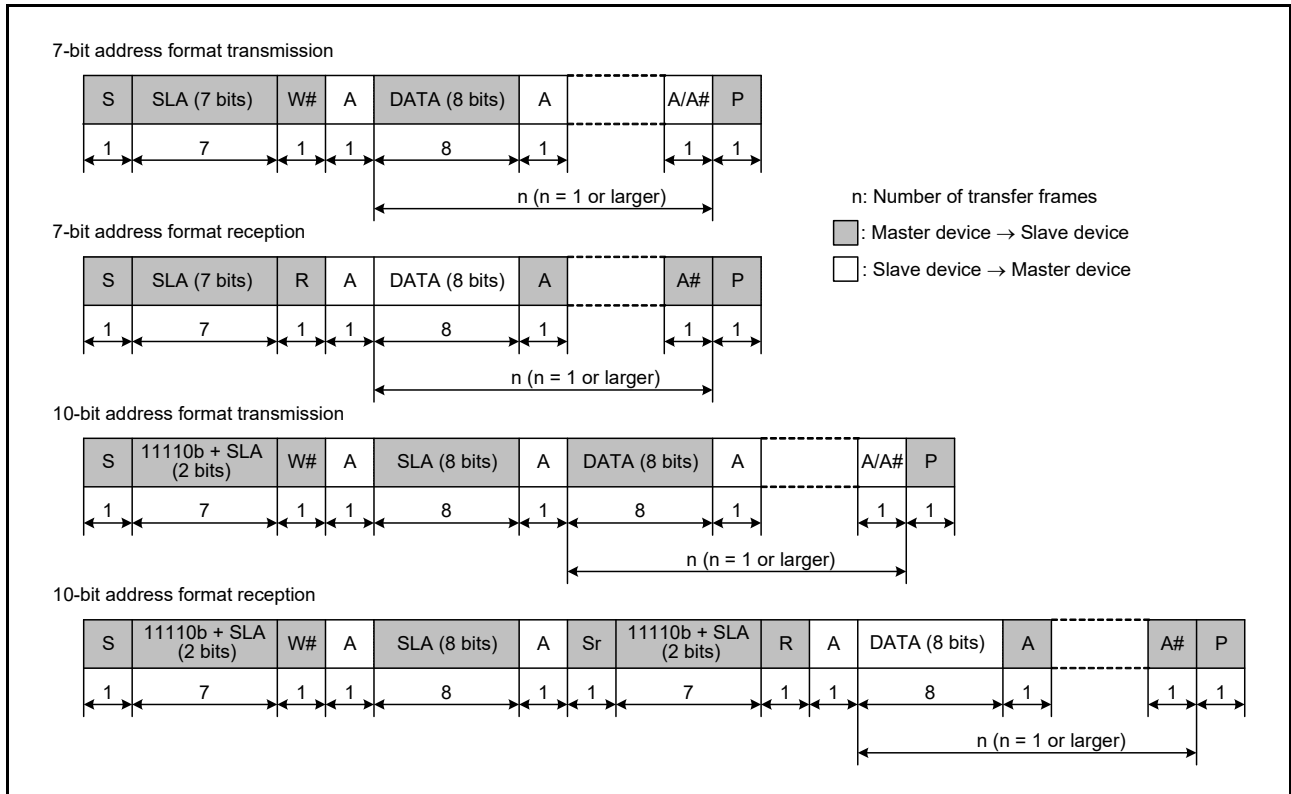 7-bit address format transmission
S SLA (7 bits) W# A DATA (8 bits) A A/A# P
1 7 1 1 8 1 1 1
n (n = 1 or larger)
n: Number of transfer frames
: Master device → Slave device
: Slave device → Master device
7-bit address format reception
S SLA (7 bits) R A DATA (8 bits) A A# P
1 7 1 1 8 1 1 1
n (n = 1 or larger)
10-bit address format transmission
S 11110b + SLA (2 bits) W# A SLA (8 bits) A DATA (8 bits) A A/A# P
1 7 1 1 8 1 8 1 1 1
n (n = 1 or larger)
10-bit address format reception
S 11110b + SLA (2 bits) W# A SLA (8 bits) A Sr 11110b + SLA (2 bits) R A DATA (8 bits) A A# P
1 7 1 1 8 1 1 7 1 1 8 1 1 1
n (n = 1 or larger)